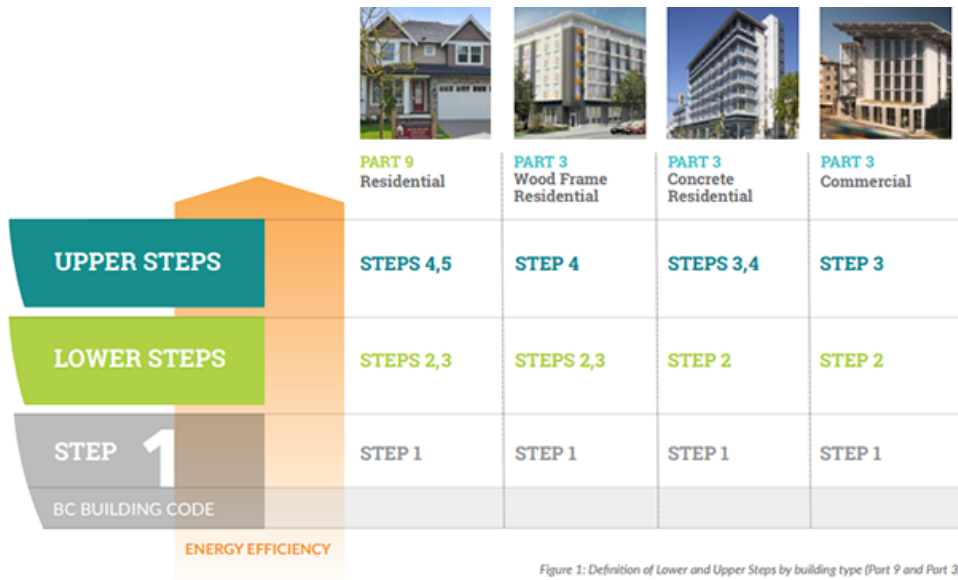 PART 9
Residential
PART 3
Wood Frame
Residential
PART 3
Concrete
Residential
PART 3
Commercial
UPPER STEPS
STEPS 4,5
STEP 4
STEPS 3,4
STEP 3
LOWER STEPS
STEPS 2,3
STEPS 2,3
STEP 2
STEP 2
STEP 1
STEP 1
STEP 1
STEP 1
STEP 1
BC BUILDING CODE
ENERGY EFFICIENCY
Figure 1: Definition of Lower and Upper Steps by building type (Part 9 and Part 3